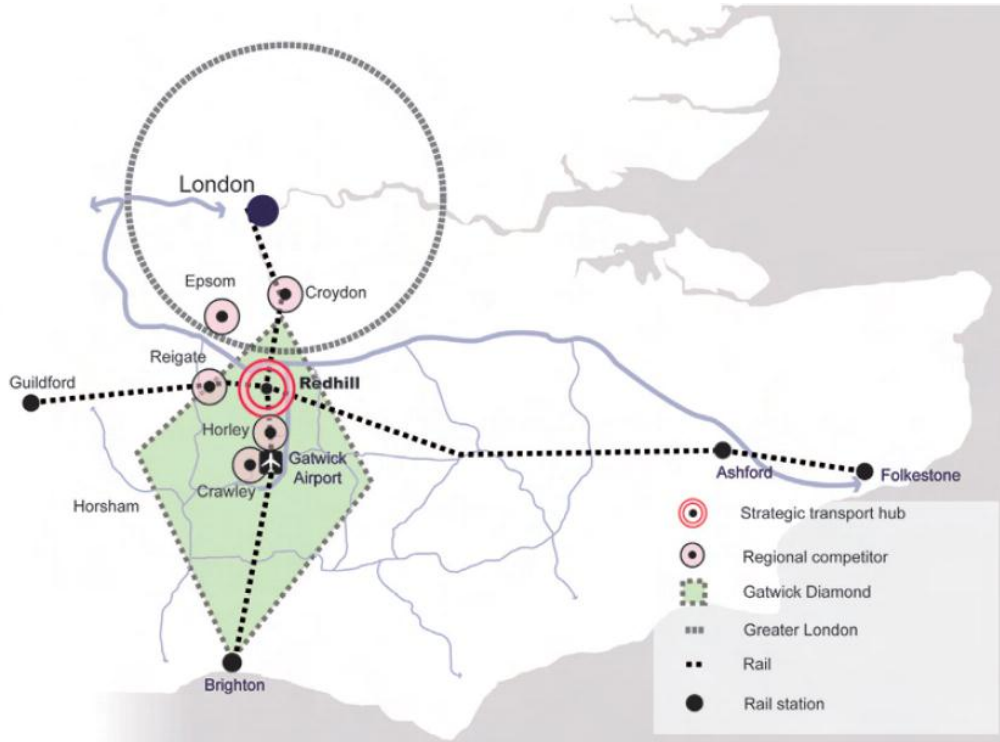 London
Epsom
Croydon
Reigate
Redhill
Guildford
Horley
Gatwick
Airport
Crawley
Horsham
Ashford
Folkestone
Brighton
Strategic transport hub
Regional competitor
Gatwick Diamond
Greater London
Rail
Rail station